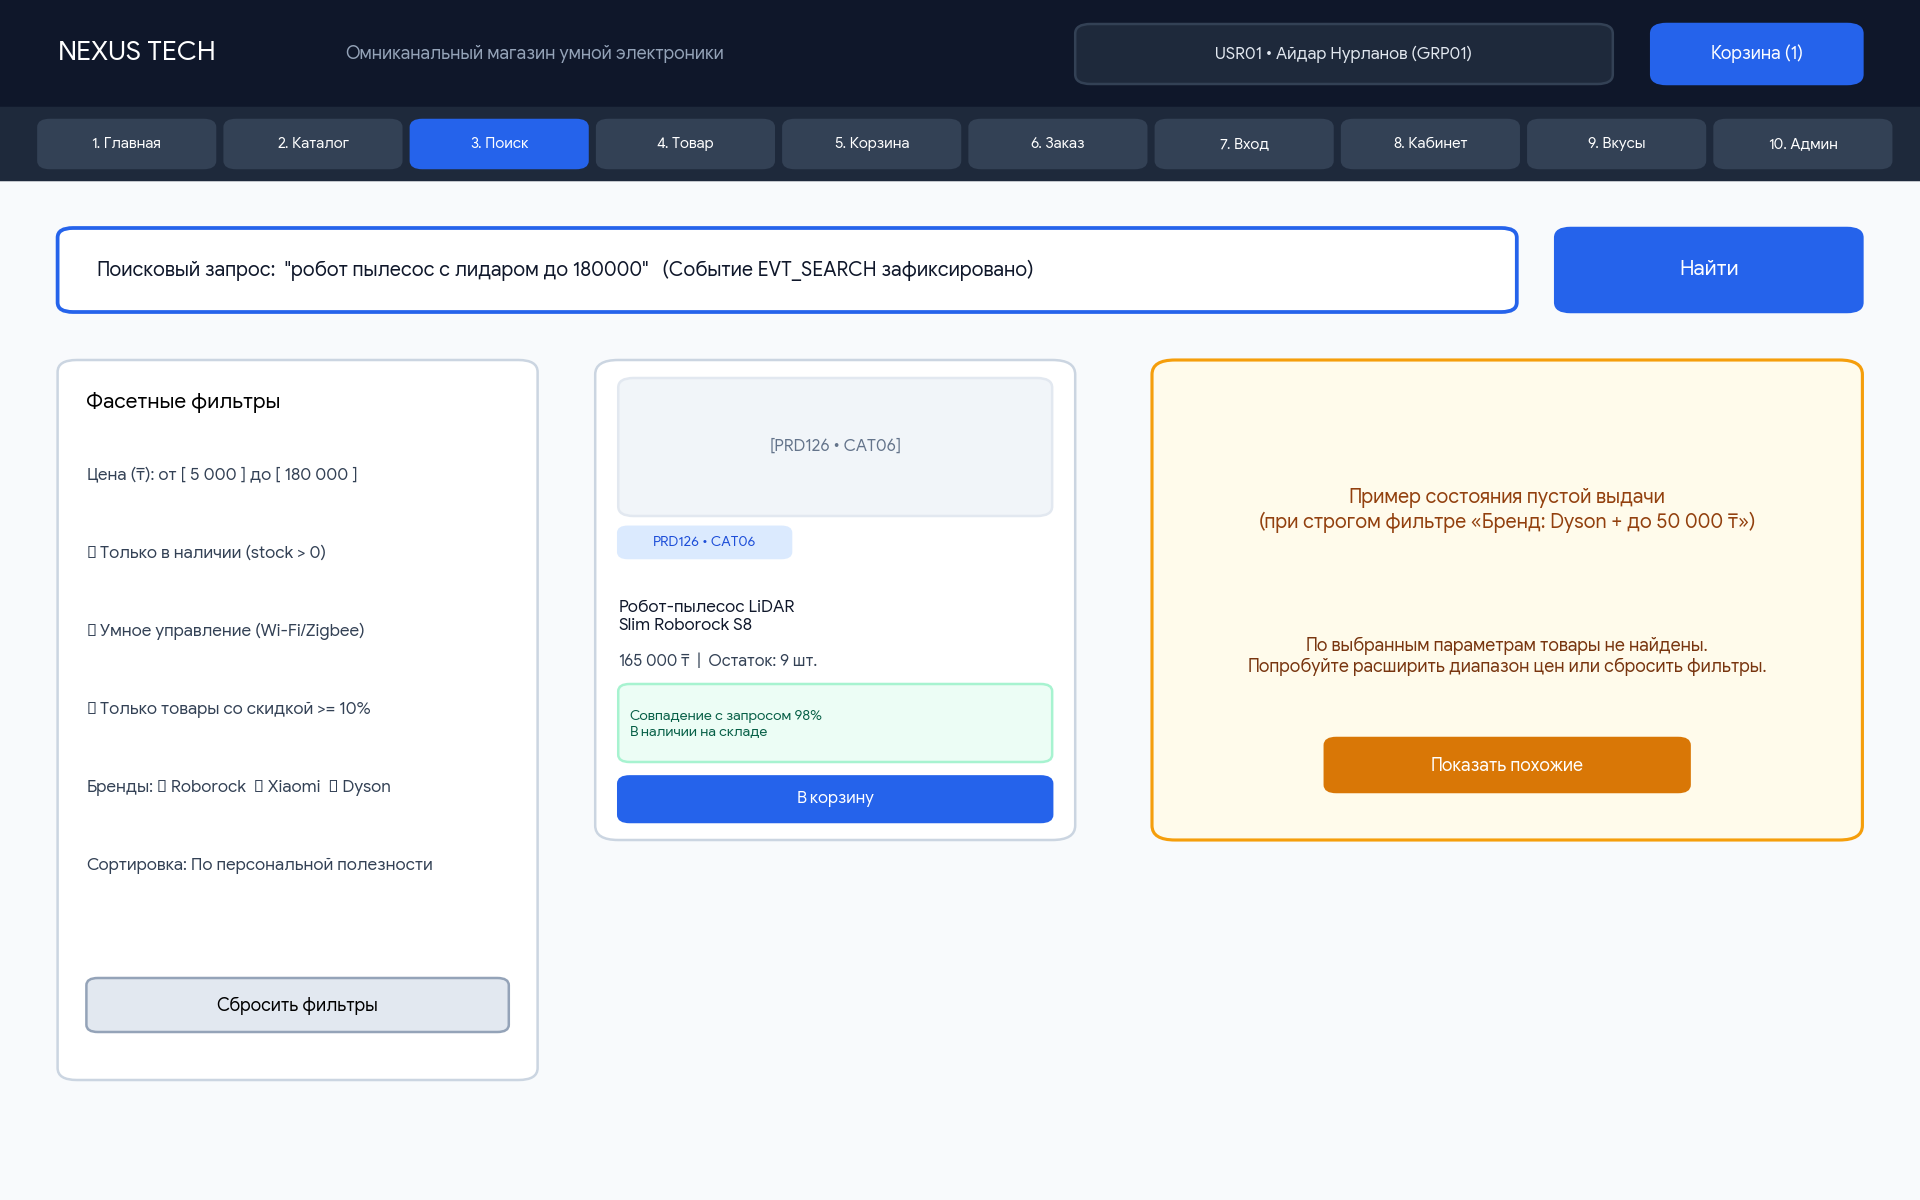 NEXUS TECH
Омниканальный магазин умной электроники
USR01 • Айдар Нурланов (GRP01)
Корзина (1)
1. Главная
2. Каталог
3. Поиск
4. Товар
5. Корзина
6. Заказ
7. Вход
8. Кабинет
9. Вкусы
10. Админ
Поисковый запрос: "робот пылесос с лидаром до 180000" (Событие EVT_SEARCH зафиксировано)
Найти
Фасетные фильтры
Цена (₸): от [ 5 000 ] до [ 180 000 ]
▯ Только в наличии (stock > 0)
▯ Умное управление (Wi-Fi/Zigbee)
▯ Только товары со скидкой >= 10%
Бренды: ▯ Roborock ▯ Xiaomi ▯ Dyson
Сортировка: По персональной полезности
Сбросить фильтры
[PRD126 • CAT06]
PRD126 • CAT06
Робот-пылесос LiDAR
Slim Roborock S8
165 000 ₸ | Остаток: 9 шт.
Совпадение с запросом 98%
В наличии на складе
В корзину
Пример состояния пустой выдачи
(при строгом фильтре «Бренд: Dyson + до 50 000 ₸»)
По выбранным параметрам товары не найдены.
Попробуйте расширить диапазон цен или сбросить фильтры.
Показать похожие